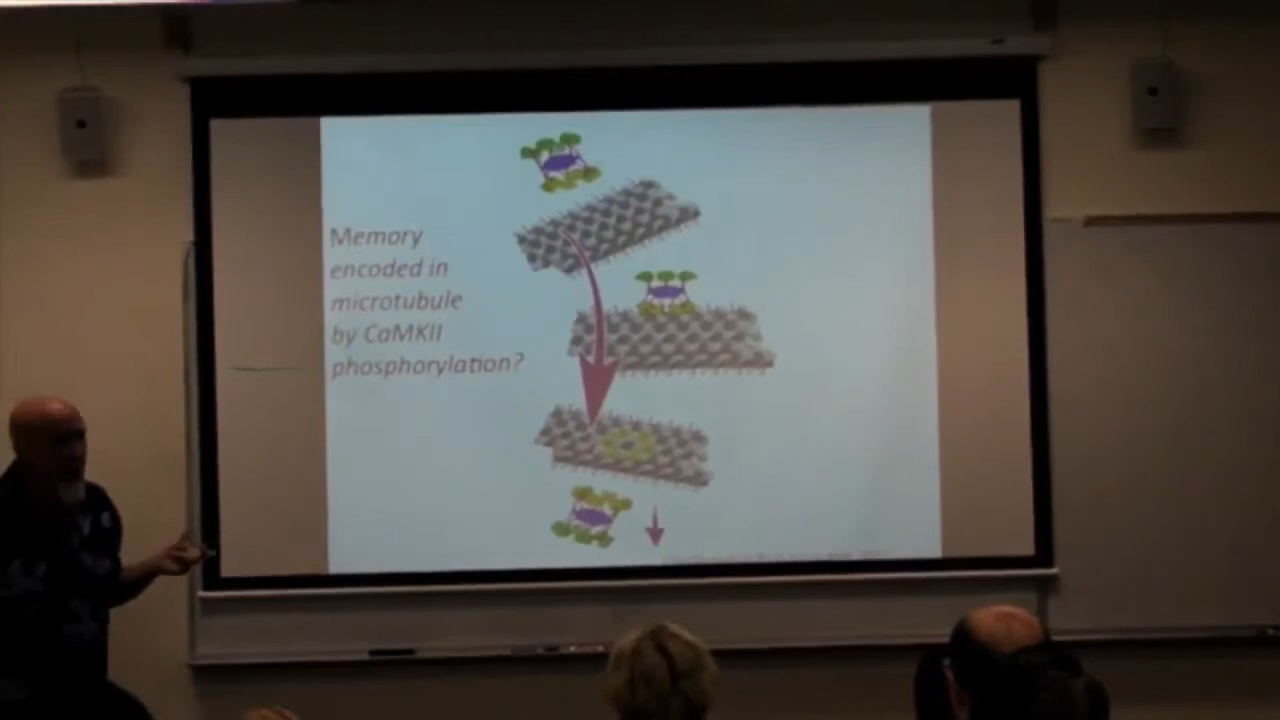 Memory
encoded in
microtubule
by CaMKII
phosphorylation?